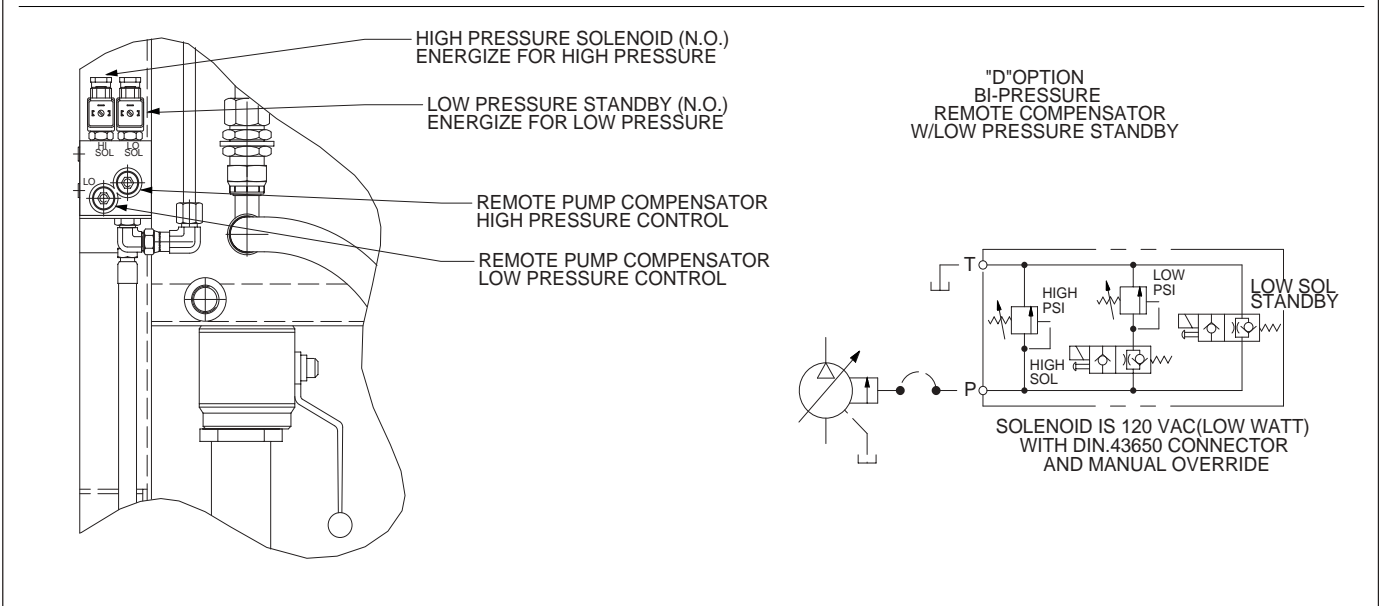 HIGH PRESSURE SOLENOID (N.O.)
ENERGIZE FOR HIGH PRESSURE
LOW PRESSURE STANDBY (N.O.)
ENERGIZE FOR LOW PRESSURE
HI SOL
LO SOL
LO
REMOTE PUMP COMPENSATOR
HIGH PRESSURE CONTROL
REMOTE PUMP COMPENSATOR
LOW PRESSURE CONTROL
"D"OPTION
BI-PRESSURE
REMOTE COMPENSATOR
W/LOW PRESSURE STANDBY
T
HIGH
PSI
LOW
PSI
LOW SOL
STANDBY
HIGH
SOL
P
SOLENOID IS 120 VAC(LOW WATT)
WITH DIN.43650 CONNECTOR
AND MANUAL OVERRIDE